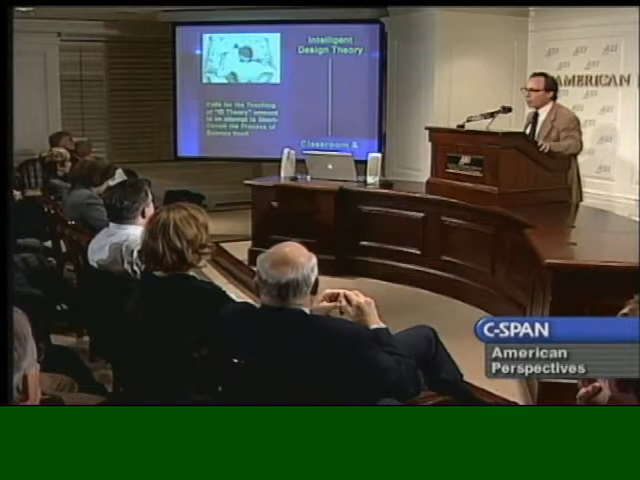 Intelligent
Design Theory
Calls for the Teaching
of "ID Theory" amount
to an attempt to Short-
Circuit the Process of
Science Itself
Classroom &
AMERICAN
AEI
C-SPAN
American
Perspectives